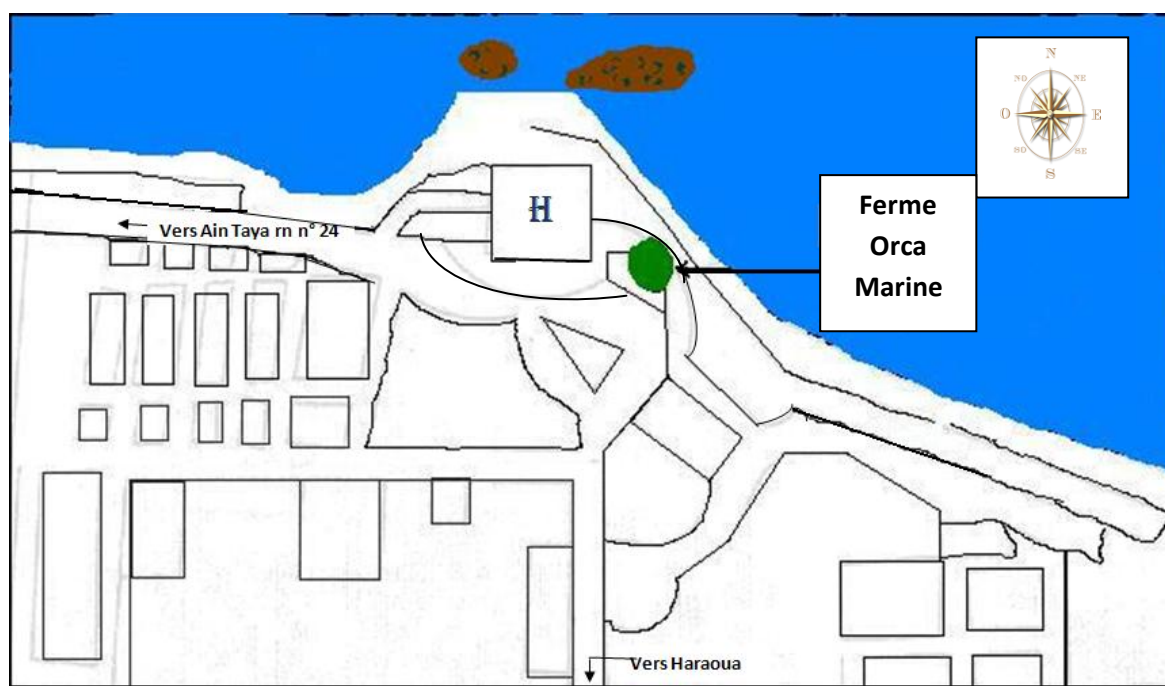 N
NO
NE
O
E
SO
SE
S
H
Ferme
Orca
Marine
Vers Ain Taya rn n° 24
Vers Haraoua